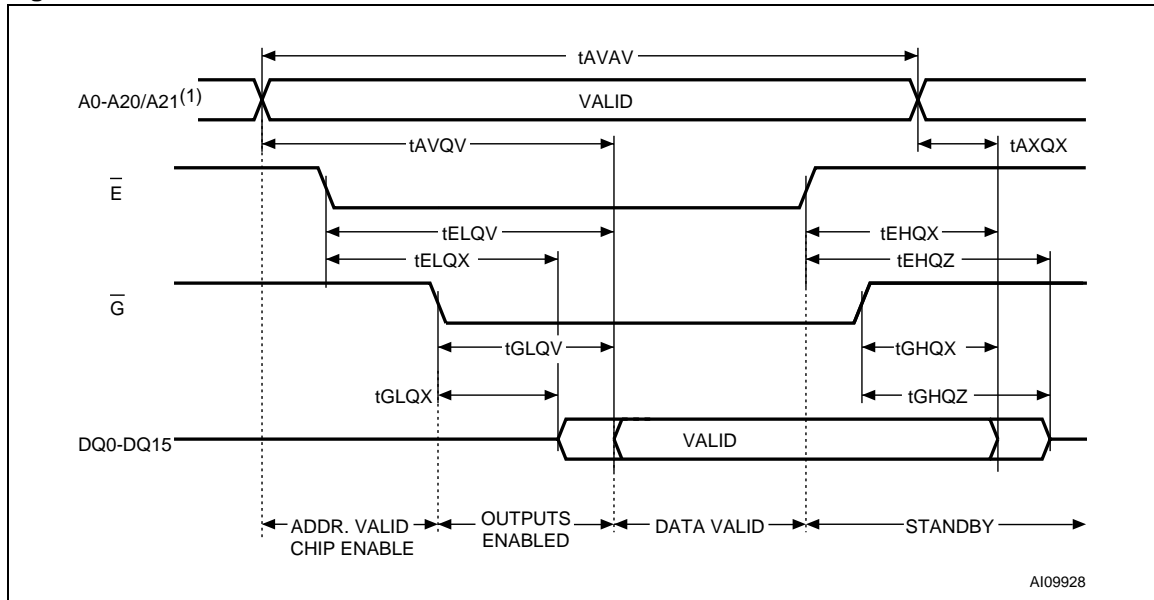 tAVAV
A0-A20/A21(1)
VALID
tAVQV
tAXQX
E
tELQV
tEHQX
tELQX
tEHQZ
G
tGLQV
tGHQX
tGLQX
tGHQZ
DQ0-DQ15
VALID
ADDR. VALID
CHIP ENABLE
OUTPUTS
ENABLED
DATA VALID
STANDBY
AI09928